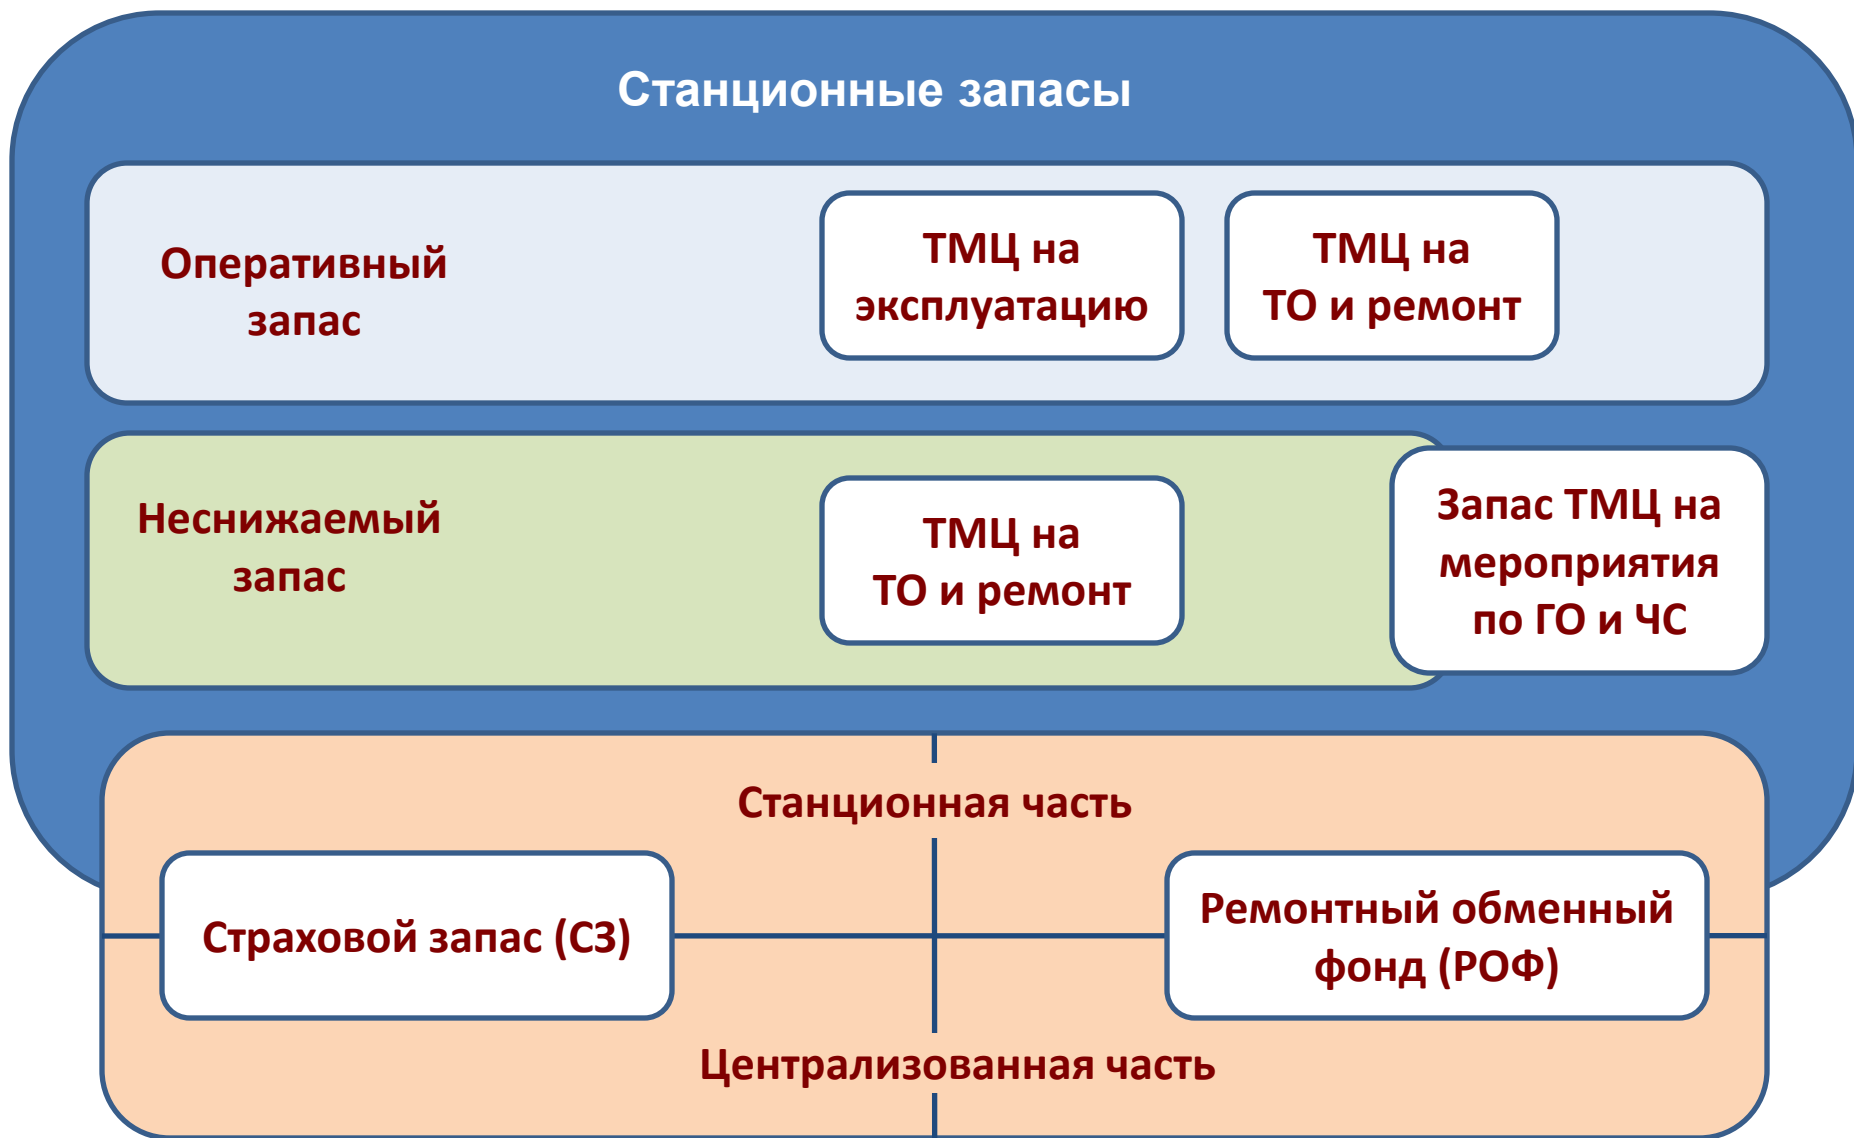 Станционные запасы
Оперативный
запас
ТМЦ на
эксплуатацию
ТМЦ на
ТО и ремонт
Неснижаемый
запас
ТМЦ на
ТО и ремонт
Запас ТМЦ на
мероприятия
по ГО и ЧС
Станционная часть
Страховой запас (СЗ)
Ремонтный обменный
фонд (РОФ)
Централизованная часть